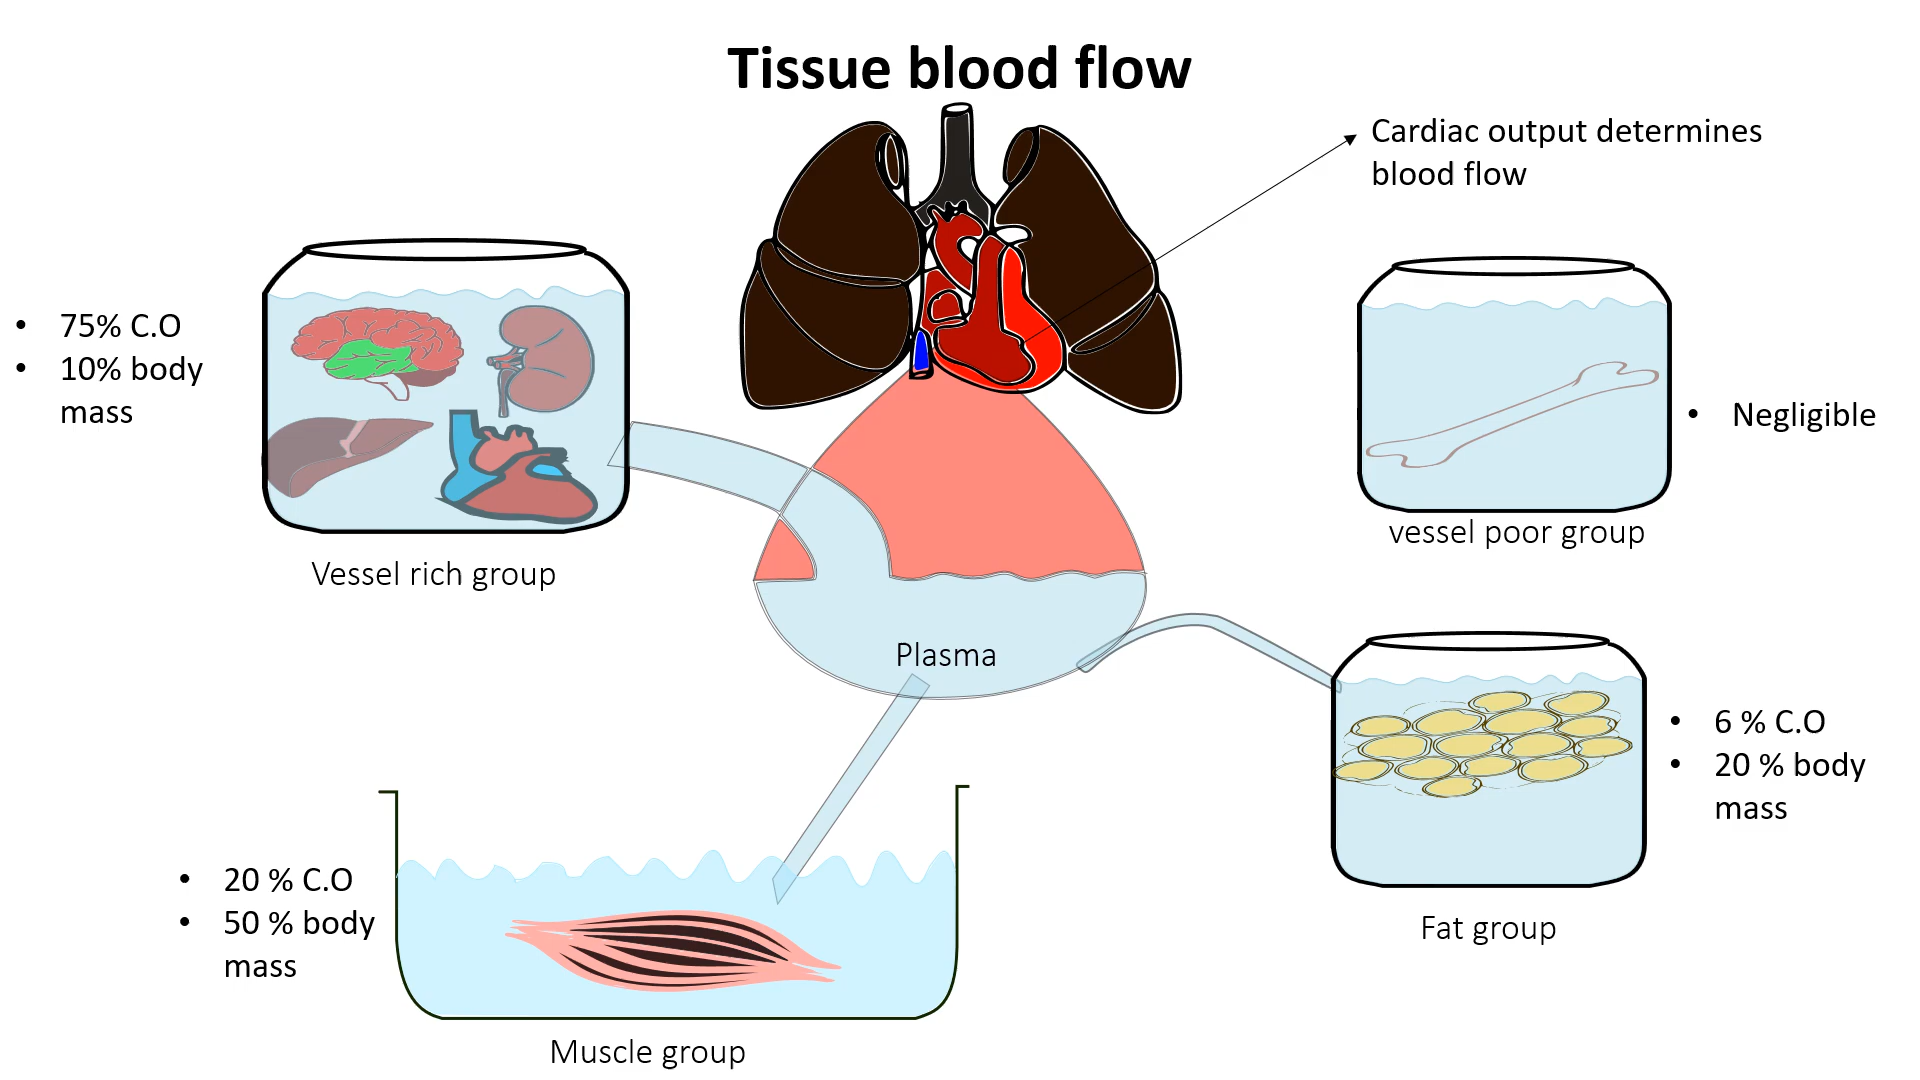 Tissue blood flow
Cardiac output determines
blood flow
• 75% C.O
• 10% body
mass
Vessel rich group
• Negligible
vessel poor group
Plasma
• 6 % C.O
• 20 % body
mass
Fat group
• 20 % C.O
• 50 % body
mass
Muscle group